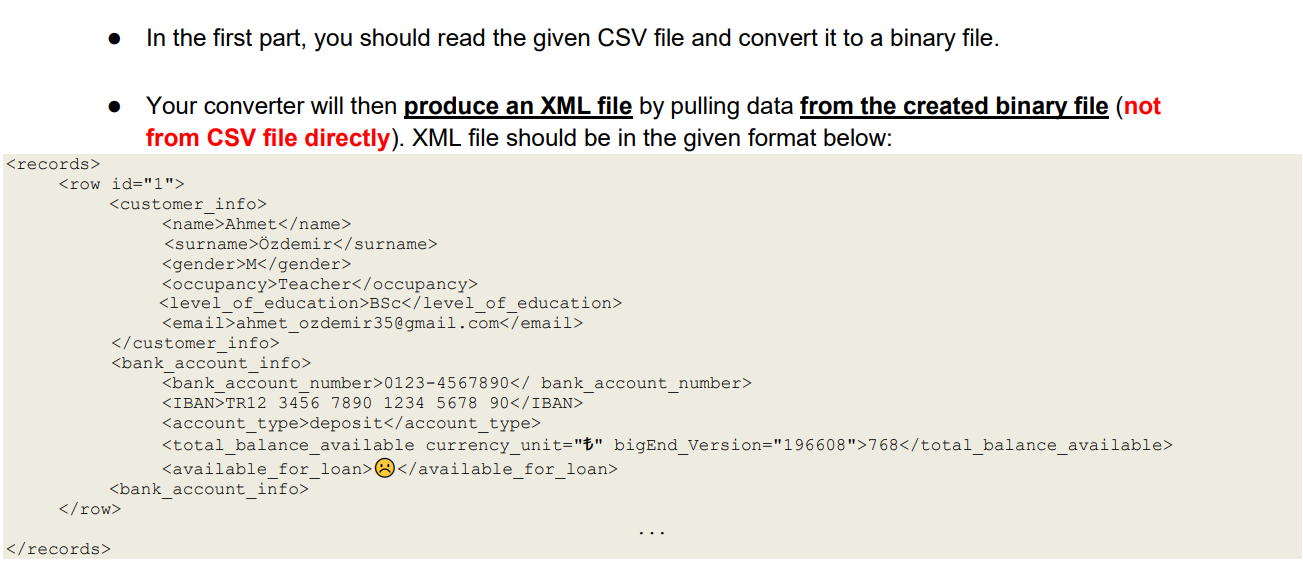 ● In the first part, you should read the given CSV file and convert it to a binary file.
● Your converter will then produce an XML file by pulling data from the created binary file (not
from CSV file directly). XML file should be in the given format below:
<records>
<row id="1">
<customer_info>
<name>Ahmet</name>
<surname>Özdemir</surname>
<gender>M</gender>
<occupancy>Teacher</occupancy>
<level_of_education>BSc</level_of_education>
<email>ahmet_ozdemir35@gmail.com</email>
</customer_info>
<bank_account_info>
<bank_account_number>0123-4567890</ bank_account_number>
<IBAN>TR12 3456 7890 1234 5678 90</IBAN>
<account_type>deposit</account_type>
<total_balance_available currency_unit="₺" bigEnd_Version="196608">768</total_balance_available>
<available_for_loan>☹</available_for_loan>
<bank_account_info>
</row>
...
</records>